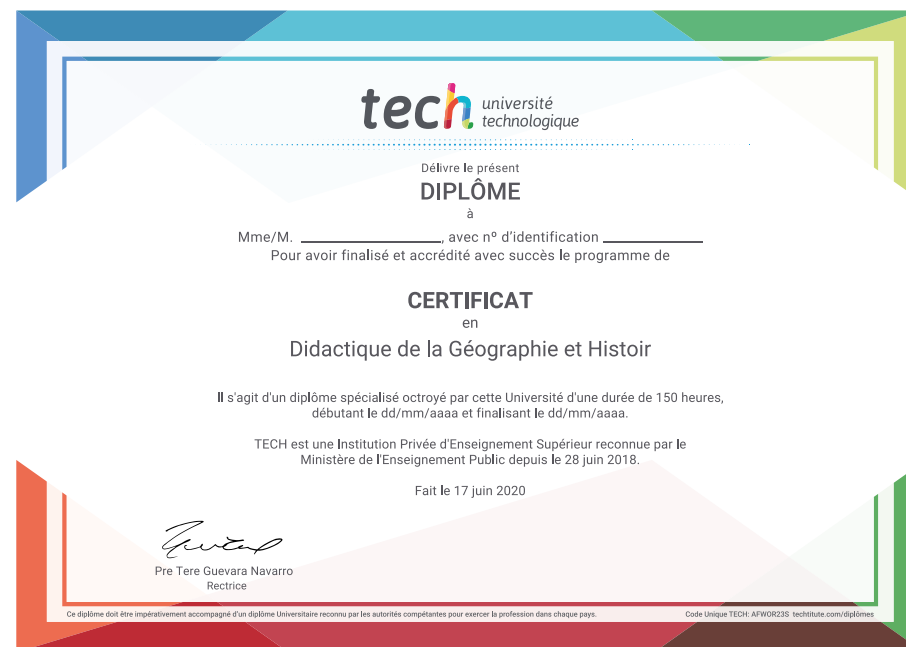 tech université
technologique
Délivre le présent
DIPLÔME
à
Mme/M. ____________________, avec nº d'identification ______________
Pour avoir finalisé et accrédité avec succès le programme de
CERTIFICAT
en
Didactique de la Géographie et Histoir
Il s'agit d'un diplôme spécialisé octroyé par cette Université d'une durée de 150 heures,
débutant le dd/mm/aaaa et finalisant le dd/mm/aaaa.
TECH est une Institution Privée d'Enseignement Supérieur reconnue par le
Ministère de l'Enseignement Public depuis le 28 juin 2018.
Fait le 17 juin 2020
Pre Tere Guevara Navarro
Rectrice
Ce diplôme doit être impérativement accompagné d'un diplôme Universitaire reconnu par les autorités compétantes pour exercer la profession dans chaque pays. Code Unique TECH: AFWOR23S techtitute.com/diplômes